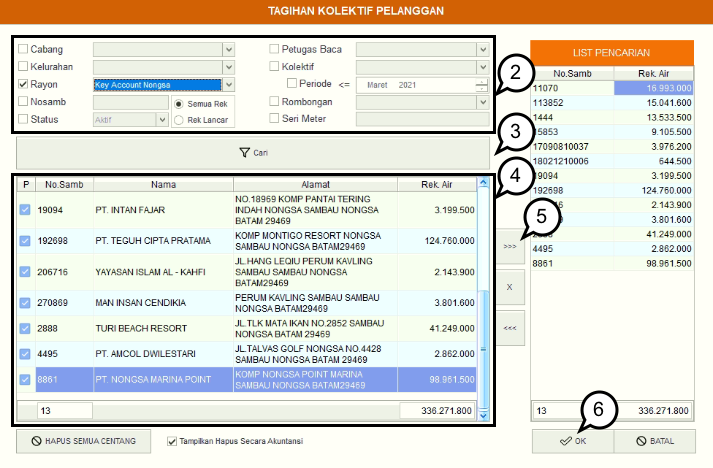 TAGIHAN KOLEKTIF PELANGGAN
Cabang
Kelurahan
Rayon Key Account Nongsa
Nosamb Semua Rek
Status Aktif Rek Lancar
Petugas Baca
Kolektif
Periode <= Maret 2021
Rombongan
Seri Meter
2
3
Cari
P No.Samb Nama Alamat Rek. Air
4
19094 PT. INTAN FAJAR NO.18969 KOMP PANTAI TERING
INDAH NONGSA SAMBAU NONGSA
BATAM 29469 3.199.500
192698 PT. TEGUH CIPTA PRATAMA KOMP MONTIGO RESORT NONGSA
SAMBAU NONGSA BATAM29469 124.760.000
206716 YAYASAN ISLAM AL - KAHFI JL.HANG LEQIU PERUM KAVLING
SAMBAU SAMBAU NONGSA
BATAM29469 2.143.900
270869 MAN INSAN CENDIKIA PERUM KAVLING SAMBAU SAMBAU
NONGSA BATAM 29469 3.801.600
2888 TURI BEACH RESORT JL.TLK MATA IKAN NO.2852 SAMBAU
NONGSA BATAM 29469 41.249.000
4495 PT. AMCOL DWILESTARI JL.TALVAS GOLF NONGSA NO.4428
SAMBAU NONGSA BATAM 29469 2.862.000
8861 PT. NONGSA MARINA POINT KOMP NONGSA POINT MARINA
SAMBAU NONGSA BATAM29469 98.961.500
13 336.271.800
HAPUS SEMUA CENTANG
Tampilkan Hapus Secara Akuntansi
5
>>>
X
<<<
LIST PENCARIAN
No.Samb Rek. Air
11070 16.993.000
113852 15.041.600
1444 13.533.500
15853 9.105.500
17090810037 3.976.200
18021210006 644.500
19094 3.199.500
192698 124.760.000
2.143.900
3.801.600
41.249.000
4495 2.862.000
8861 98.961.500
13 336.271.800
6
OK
BATAL